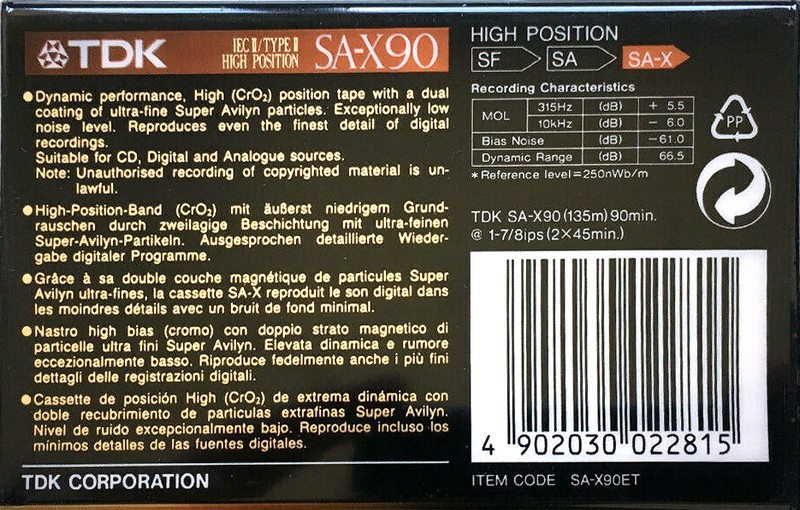 TDK IEC II/TYPE II HIGH POSITION SA-X90
●Dynamic performance, High (CrO₂) position tape with a dual
coating of ultra-fine Super Avilyn particles. Exceptionally low
noise level. Reproduces even the finest detail of digital
recordings.
Suitable for CD, Digital and Analogue sources.
Note: Unauthorised recording of copyrighted material is un-
lawful.
●High-Position-Band (CrO₂) mit äußerst niedrigem Grund-
rauschen durch zweilagige Beschichtung mit ultra-feinen
Super-Avilyn-Partikeln. Ausgesprochen detaillierte Wieder-
gabe digitaler Programme.
●Grâce à sa double couche magnétique de particules Super
Avilyn ultra-fines, la cassette SA-X reproduit le son digital dans
les moindres détails avec un bruit de fond minimal.
●Nastro high bias (cromo) con doppio strato magnetico di
particelle ultra fini Super Avilyn. Elevata dinamica e rumore
eccezionalmente basso. Riproduce fedelmente anche i più fini
dettagli delle registrazioni digitali.
●Cassette de posición High (CrO₂) de extrema dinámica con
doble recubrimiento de particulas extrafinas Super Avilyn.
Nivel de ruido excepcionalmente bajo. Reproduce incluso los
mínimos detalles de las fuentes digitales.
TDK CORPORATION
HIGH POSITION
SF SA SA-X
Recording Characteristics
MOL 315Hz (dB) + 5.5
10kHz (dB) − 6.0
Bias Noise (dB) −61.0
Dynamic Range (dB) 66.5
*Reference level=250nWb/m
PP
TDK SA-X90 (135m) 90min.
@ 1-7/8ips (2×45min.)
4 902030 022815
ITEM CODE SA-X90ET